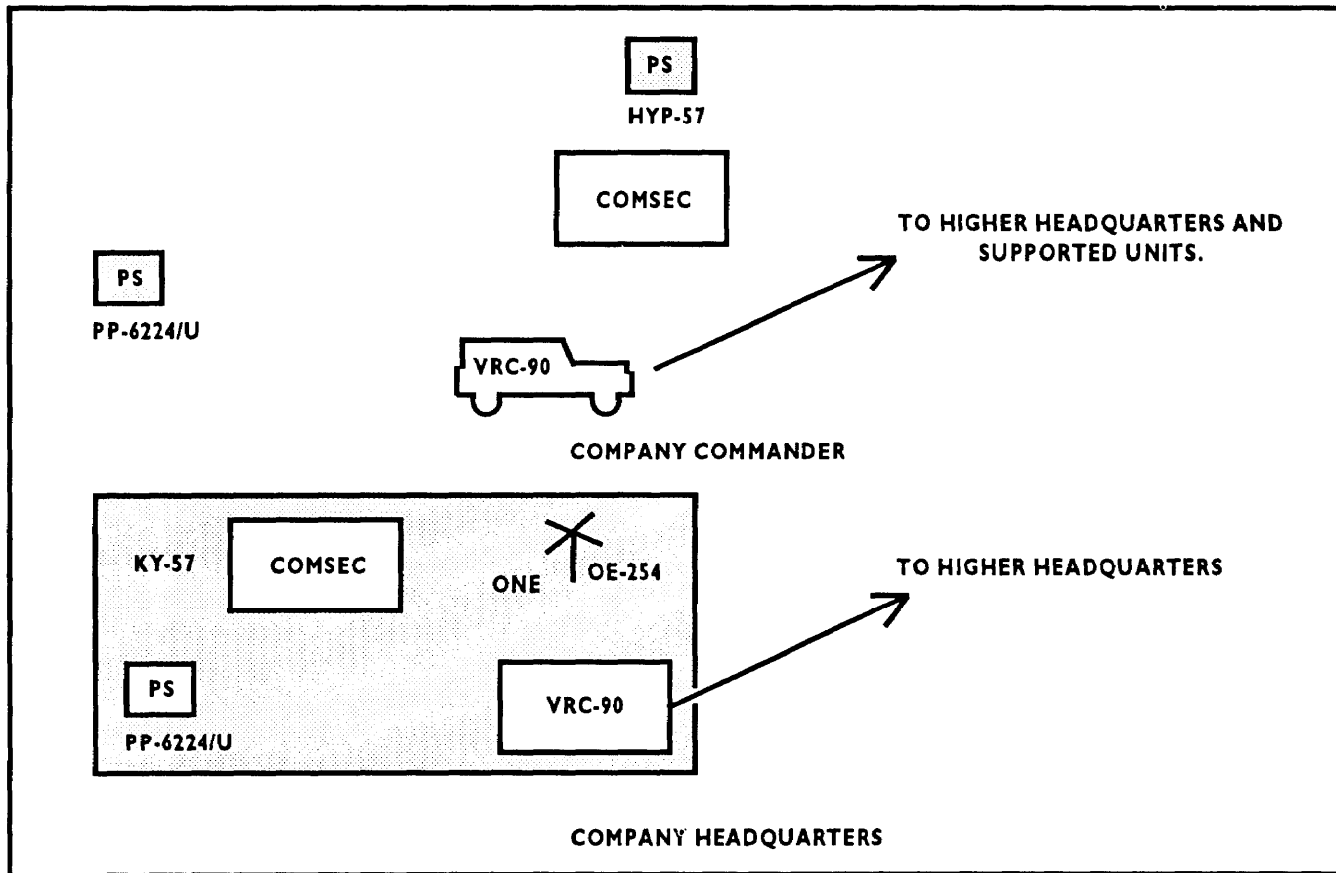 PS
HYP-57
COMSEC
TO HIGHER HEADQUARTERS AND
SUPPORTED UNITS.
PS
PP-6224/U
VRC-90
COMPANY COMMANDER
KY-57
COMSEC
ONE
OE-254
TO HIGHER HEADQUARTERS
PS
PP-6224/U
VRC-90
COMPANY HEADQUARTERS